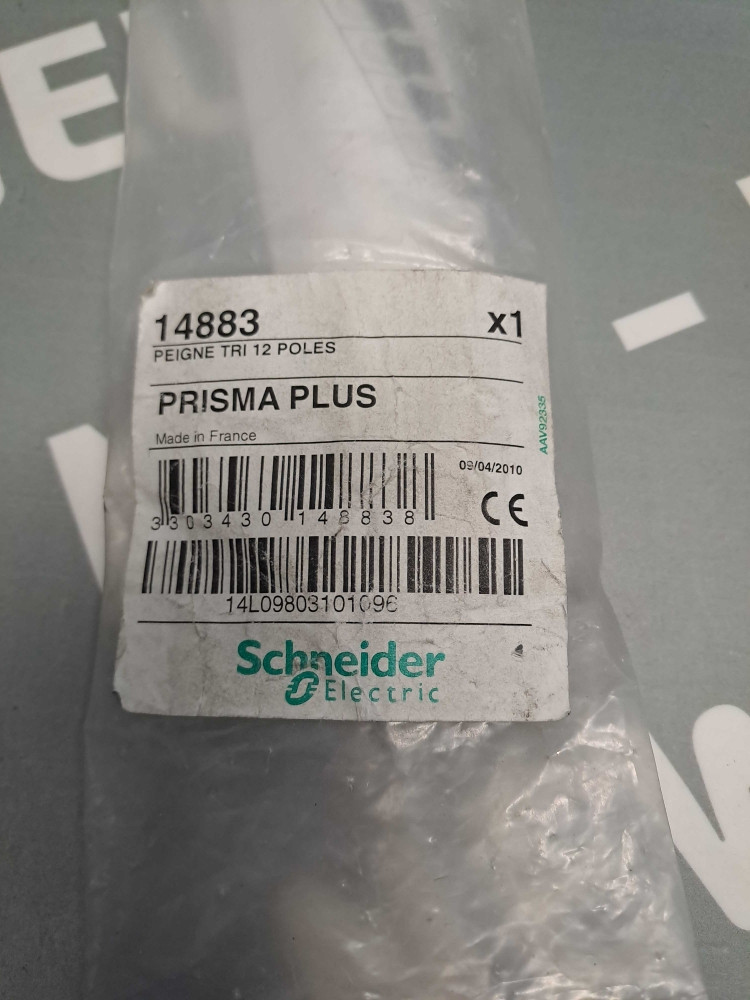 14883 x1
PEIGNE TRI 12 POLES
PRISMA PLUS
Made in France
AAV92335
09/04/2010
3 303430 148838
CE
14L09803101096
Schneider
Electric